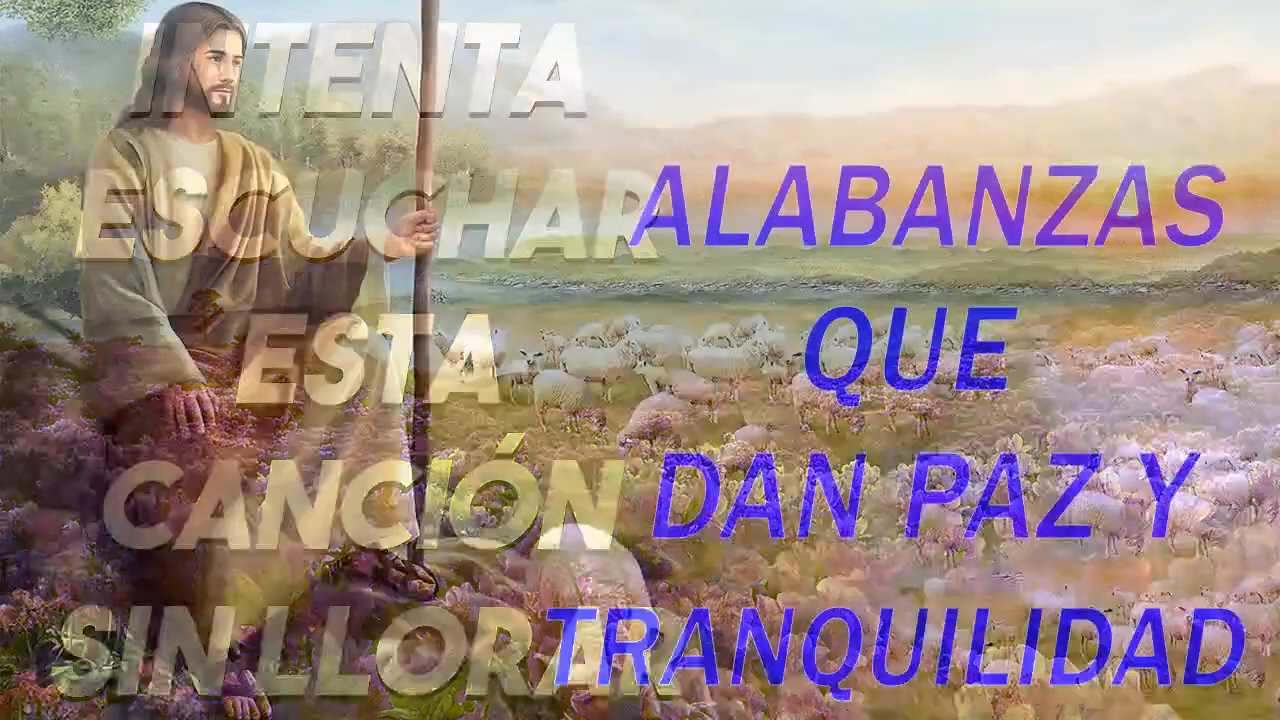 INTENTA
ESCUCHAR
ESTA
CANCIÓN
SIN LLORAR
ALABANZAS
QUE
DAN PAZ Y
TRANQUILIDAD